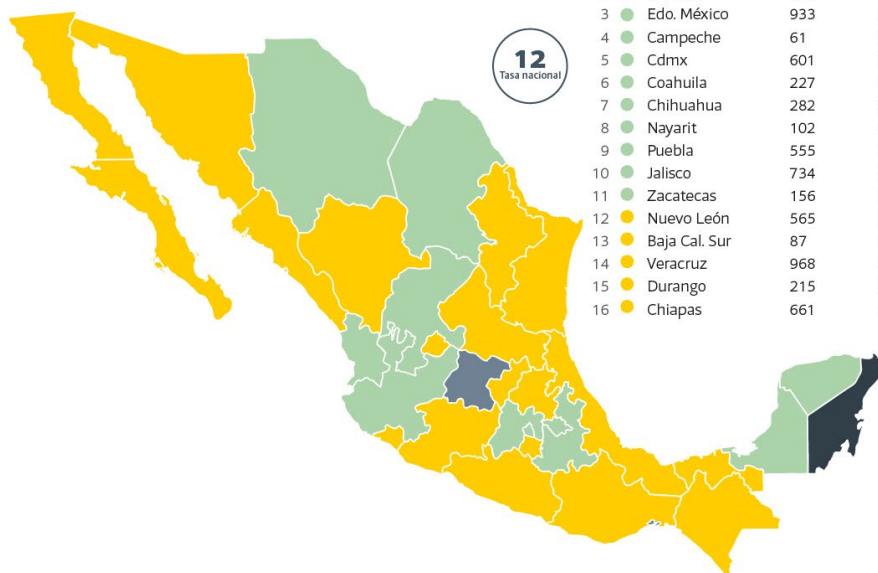 12
Tasa nacional
3 Edo. México 933
4 Campeche 61
5 Cdmx 601
6 Coahuila 227
7 Chihuahua 282
8 Nayarit 102
9 Puebla 555
10 Jalisco 734
11 Zacatecas 156
12 Nuevo León 565
13 Baja Cal. Sur 87
14 Veracruz 968
15 Durango 215
16 Chiapas 661